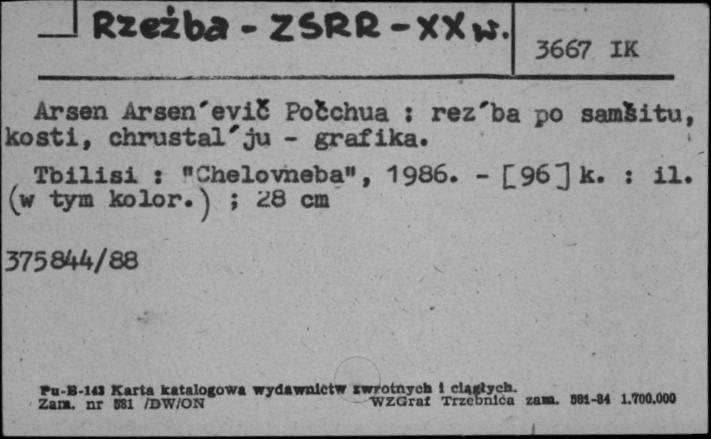 Rzeźba - ZSRR - XX w.
3667 IK
Arsen Arsen´evič Počchua : rez´ba po samšitu,
kosti, chrustal´ju - grafika.
Tbilisi : "Chelovneba", 1986. - [96] k. : il.
(w tym kolor.) ; 28 cm
375844/88
Pu-B-143 Karta katalogowa wydawnictw zwrotnych i ciągłych.
Zam. nr 581 /DW/ON WZGraf Trzebnica zam. 581-84 1.700.000